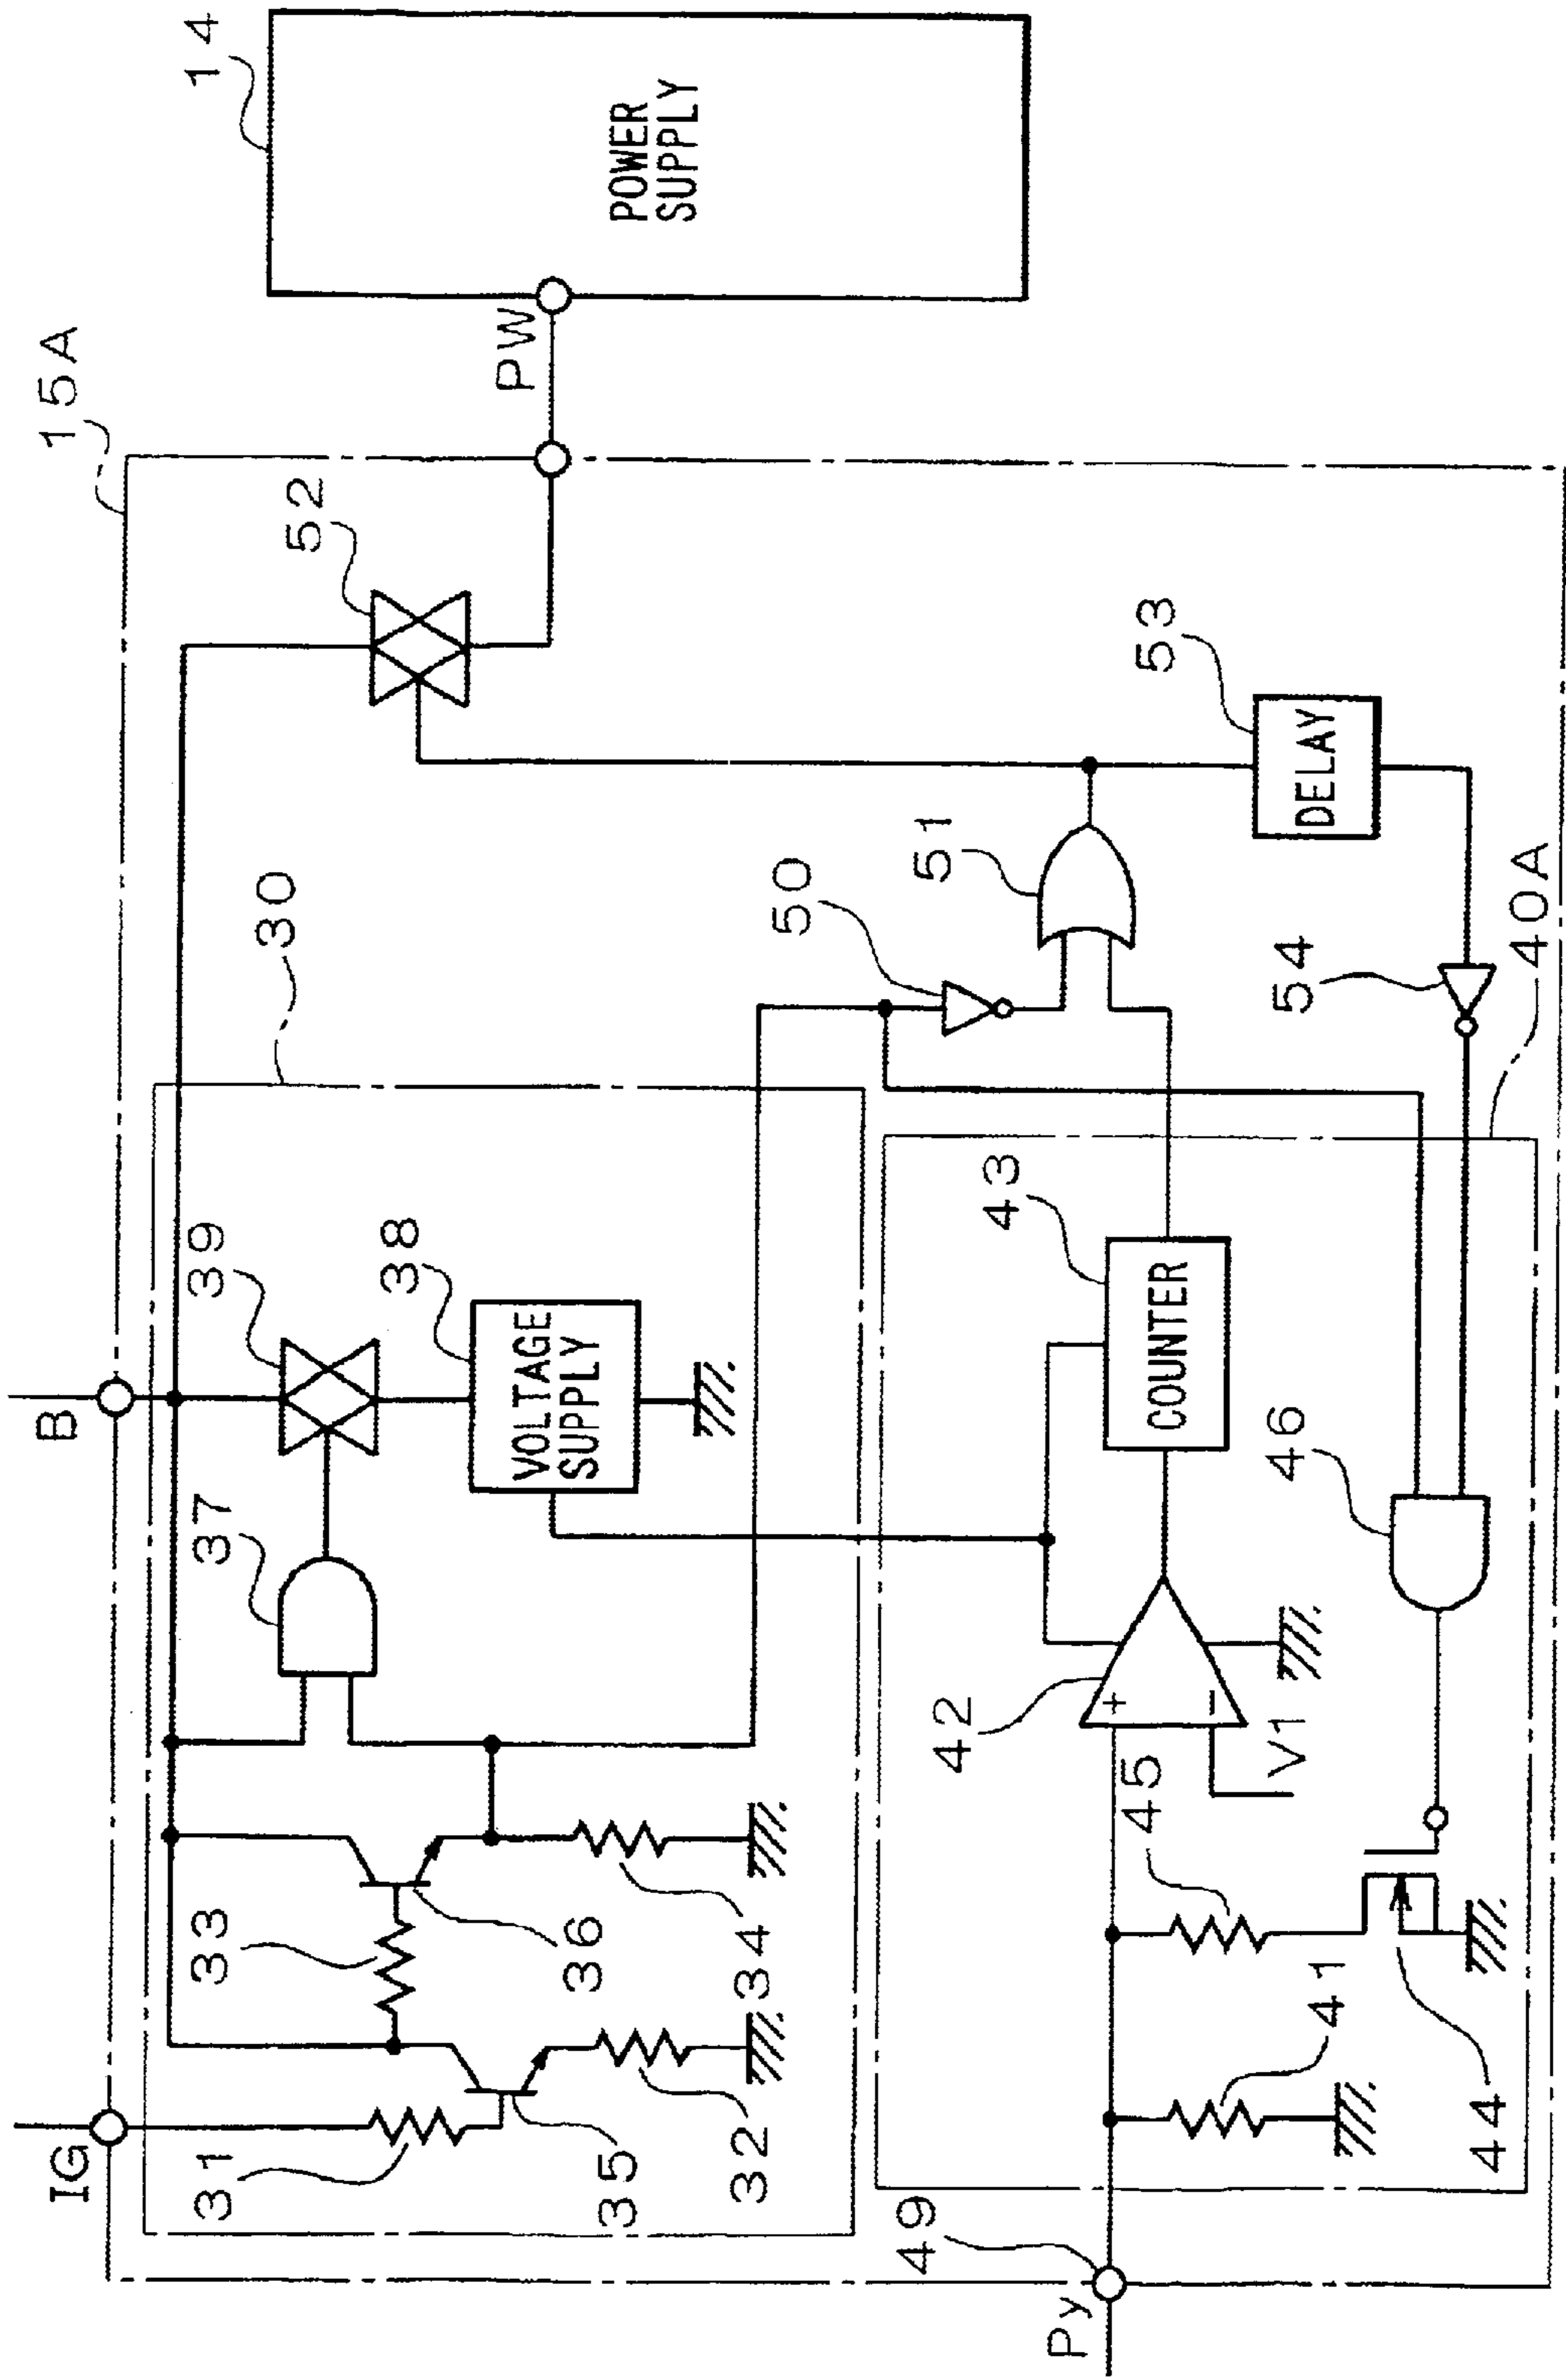 14
POWER
SUPPLY
PW
15A
52
53
DELAY
51
50
54
40A
30
B
39
38
VOLTAGE
SUPPLY
37
43
COUNTER
46
42
+
−
V1
45
33
36
34
IG
31
35
32
41
44
49
Py